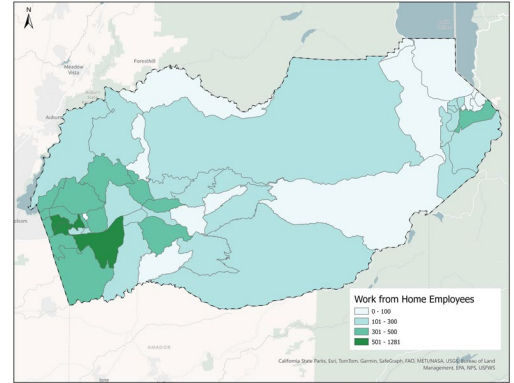 N
Foresthill
Meadow
Vista
Auburn
Work from Home Employees
0 - 100
101 - 300
301 - 500
501 - 1281
AMADOR
Ione
California State Parks, Esri, TomTom, Garmin, SafeGraph, FAO, METI/NASA, USGS, Bureau of Land
Management, EPA, NPS, USFWS